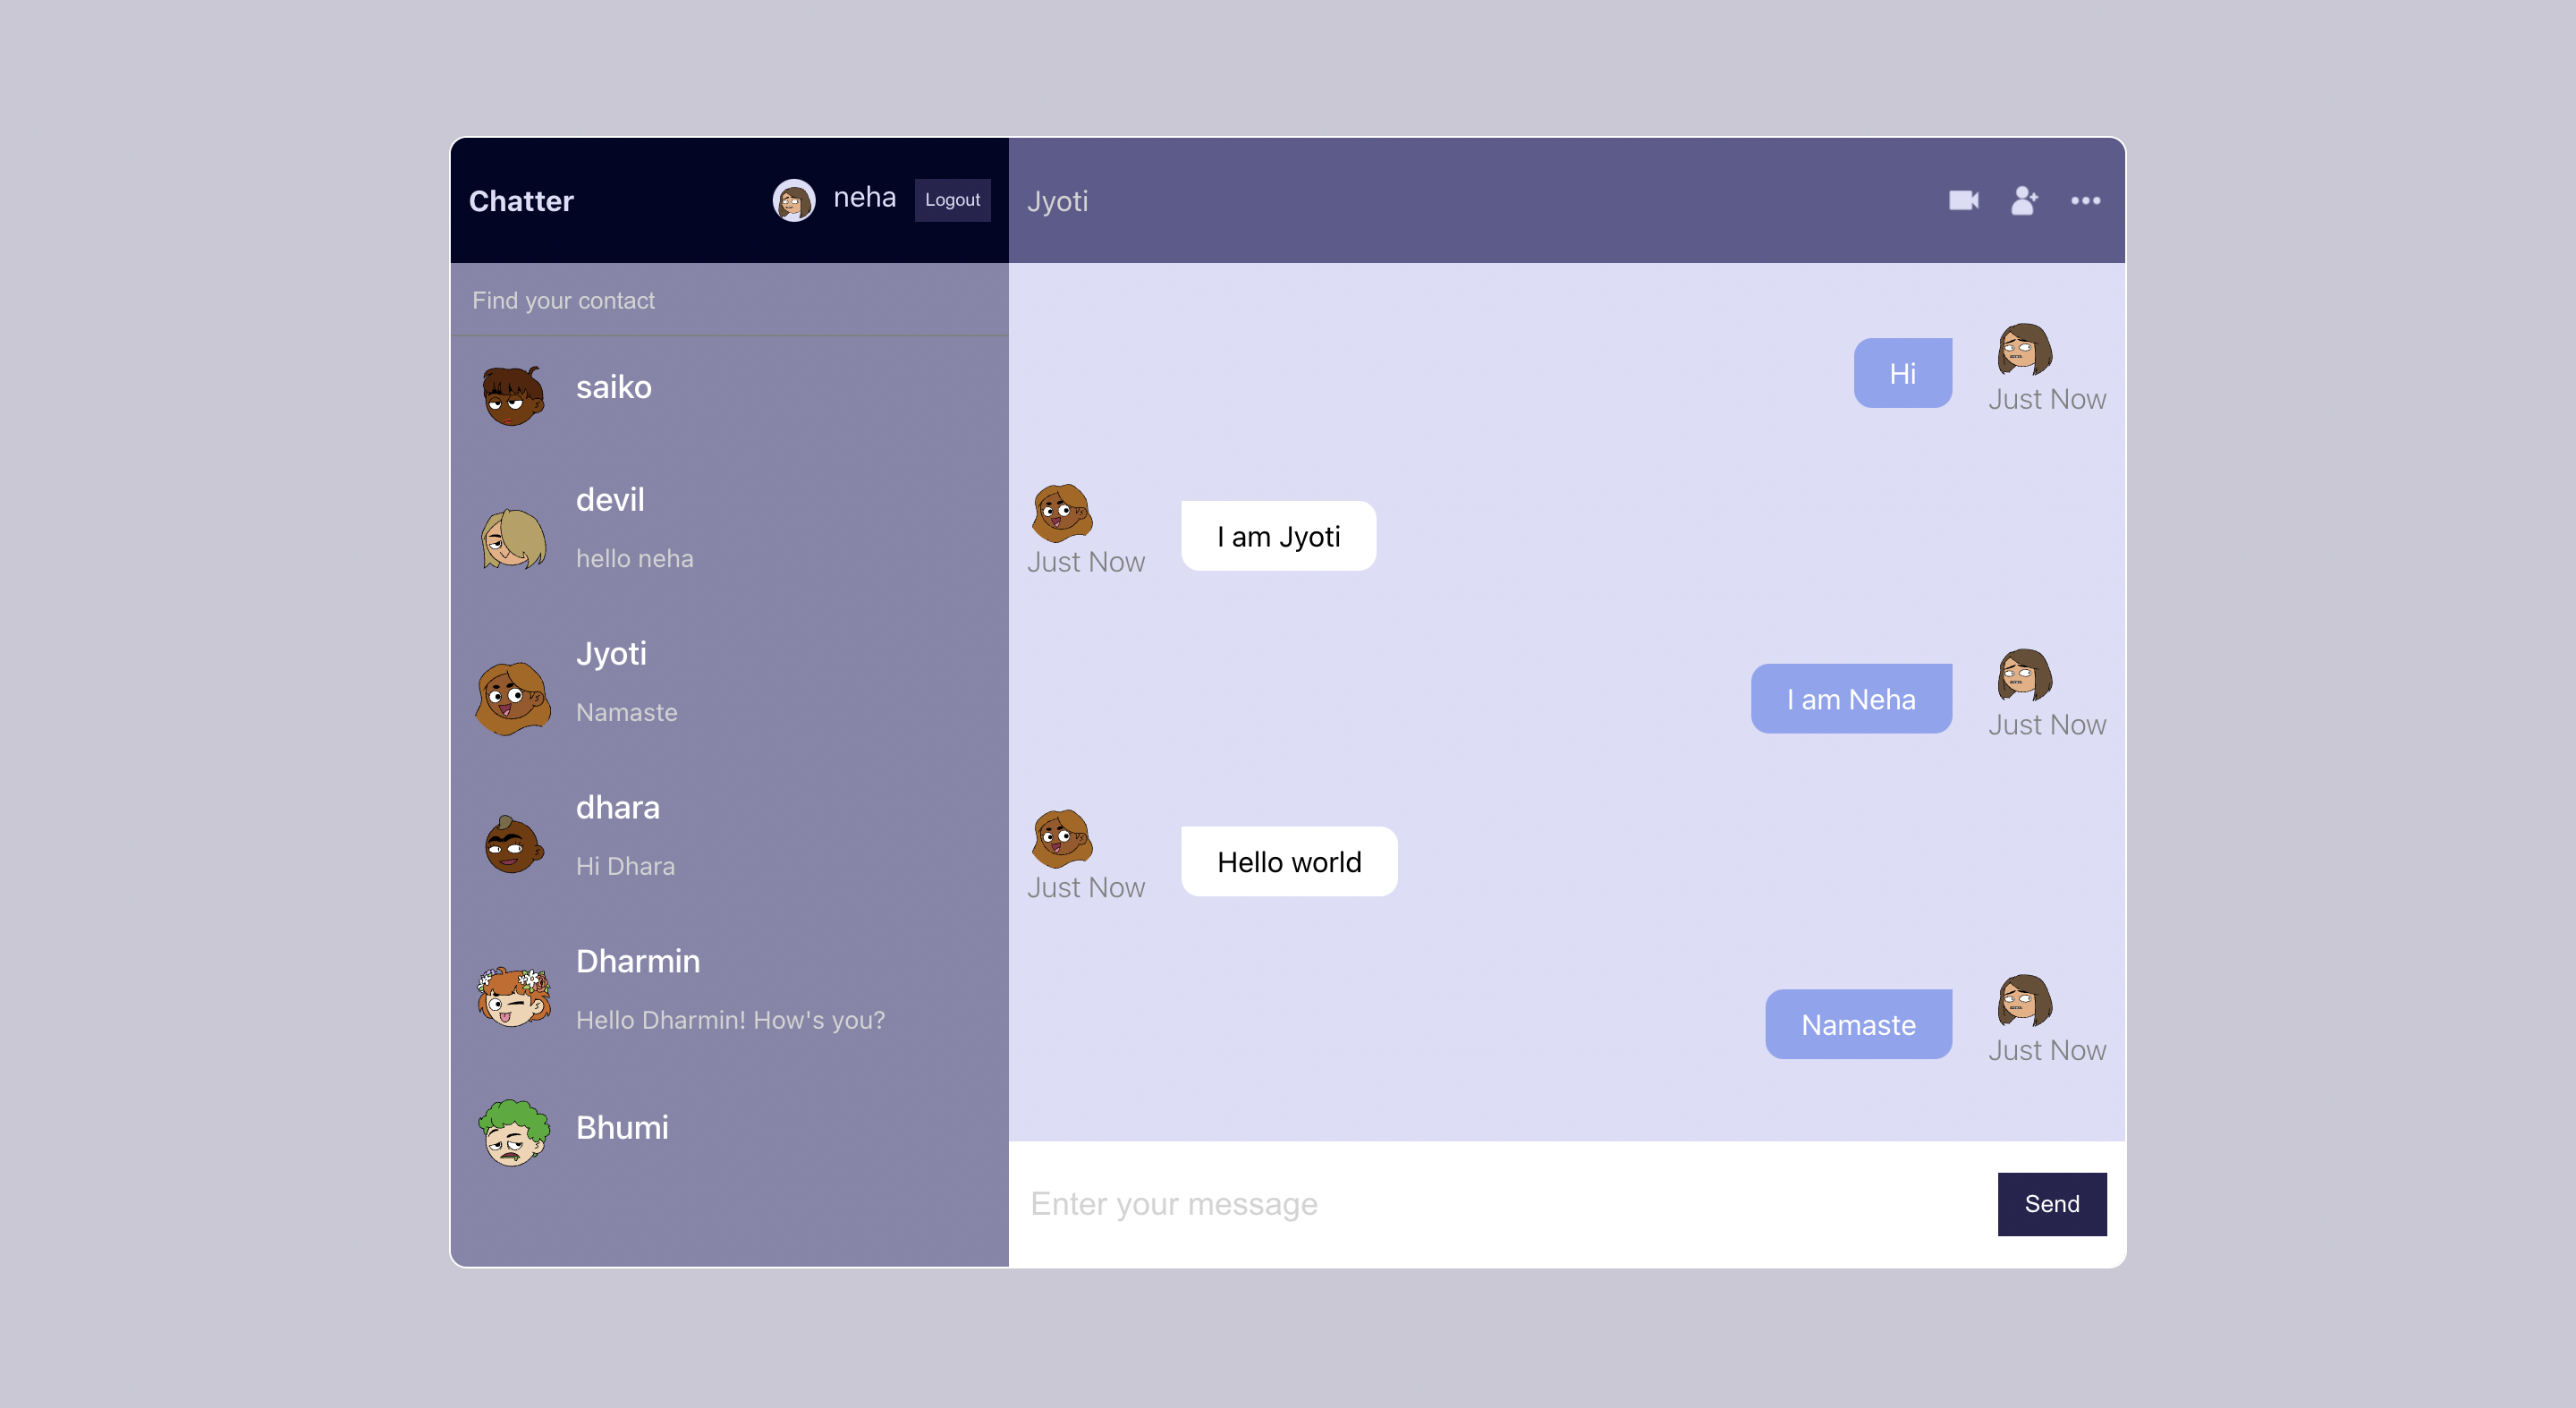 Chatter
neha
Logout
Find your contact
saiko
devil
hello neha
Jyoti
Namaste
dhara
Hi Dhara
Dharmin
Hello Dharmin! How's you?
Bhumi
Jyoti
Hi
Just Now
I am Jyoti
Just Now
I am Neha
Just Now
Hello world
Just Now
Namaste
Just Now
Enter your message
Send